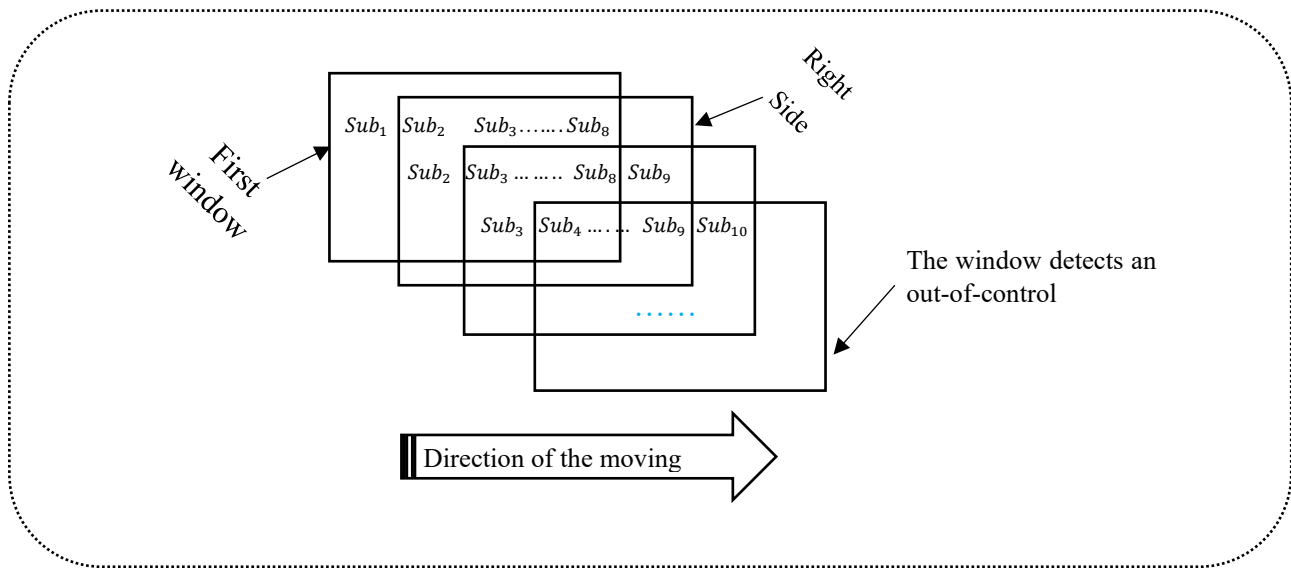 Right
Side
First
window
Sub₁ Sub₂ Sub₃....... Sub₈
Sub₂ Sub₃ ........ Sub₈ Sub₉
Sub₃ Sub₄ ....... Sub₉ Sub₁₀
......
The window detects an
out-of-control
Direction of the moving